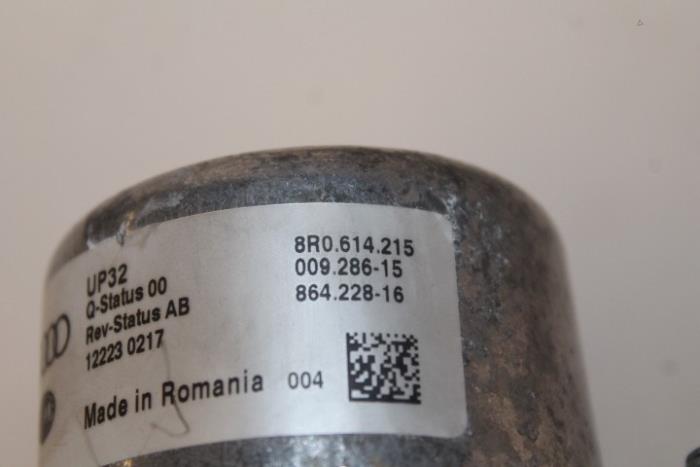 UP32
Q-Status 00
Rev-Status AB
12223 0217
8R0.614.215
009.286-15
864.228-16
Made in Romania 004